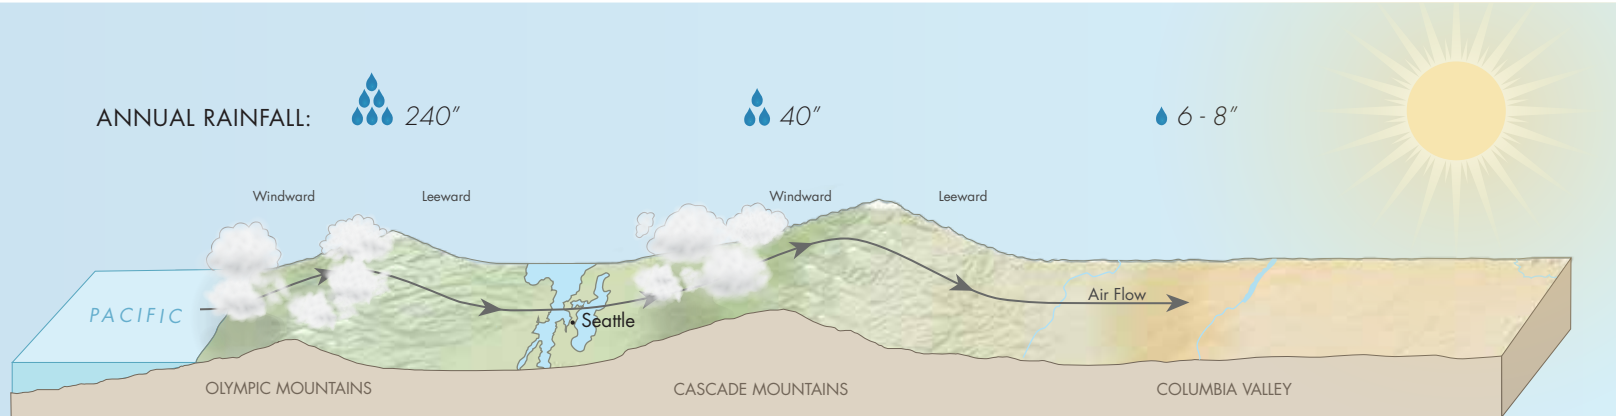 ANNUAL RAINFALL: 240” 40” 6 - 8”
Windward Leeward Windward Leeward
Air Flow
PACIFIC
Seattle
OLYMPIC MOUNTAINS CASCADE MOUNTAINS COLUMBIA VALLEY